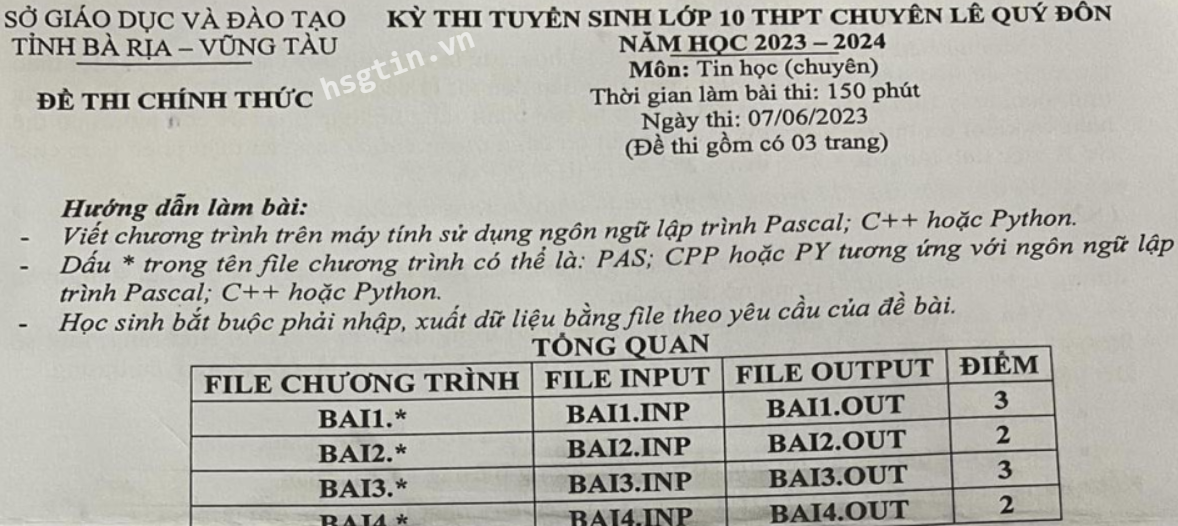 SỞ GIÁO DỤC VÀ ĐÀO TẠO
TỈNH BÀ RỊA – VŨNG TÀU
ĐỀ THI CHÍNH THỨC
hsgtin.vn
KỲ THI TUYỂN SINH LỚP 10 THPT CHUYÊN LÊ QUÝ ĐÔN
NĂM HỌC 2023 – 2024
Môn: Tin học (chuyên)
Thời gian làm bài thi: 150 phút
Ngày thi: 07/06/2023
(Đề thi gồm có 03 trang)
Hướng dẫn làm bài:
- Viết chương trình trên máy tính sử dụng ngôn ngữ lập trình Pascal; C++ hoặc Python.
- Dấu * trong tên file chương trình có thể là: PAS; CPP hoặc PY tương ứng với ngôn ngữ lập
trình Pascal; C++ hoặc Python.
- Học sinh bắt buộc phải nhập, xuất dữ liệu bằng file theo yêu cầu của đề bài.
TỔNG QUAN
FILE CHƯƠNG TRÌNH FILE INPUT FILE OUTPUT ĐIỂM
BAI1.* BAI1.INP BAI1.OUT 3
BAI2.* BAI2.INP BAI2.OUT 2
BAI3.* BAI3.INP BAI3.OUT 3
BAI4.* BAI4.INP BAI4.OUT 2